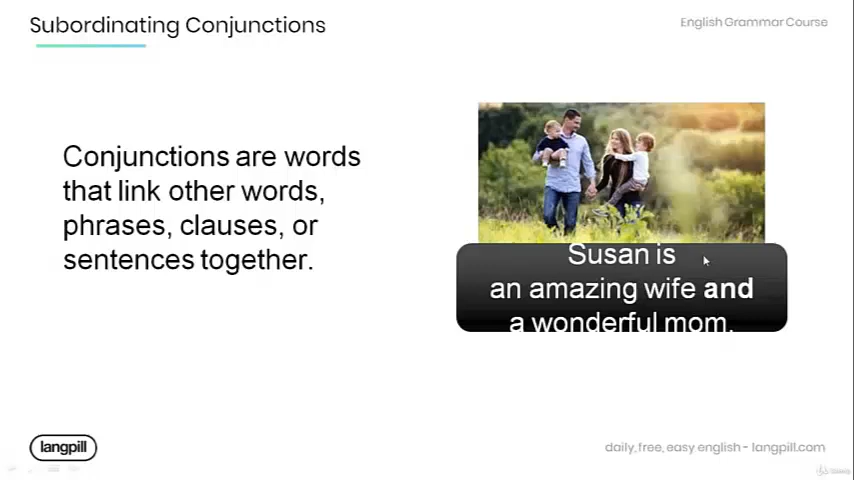 Subordinating Conjunctions
English Grammar Course
Conjunctions are words
that link other words,
phrases, clauses, or
sentences together.
Susan is
an amazing wife and
a wonderful mom.
langpill
daily, free, easy english - langpill.com